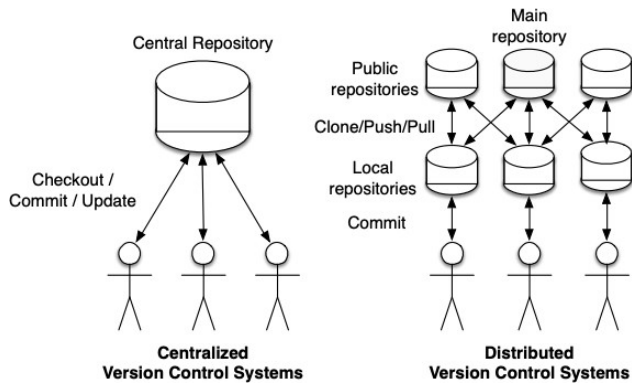 Central Repository
Checkout /
Commit / Update
Centralized
Version Control Systems
Main
repository
Public
repositories
Clone/Push/Pull
Local
repositories
Commit
Distributed
Version Control Systems